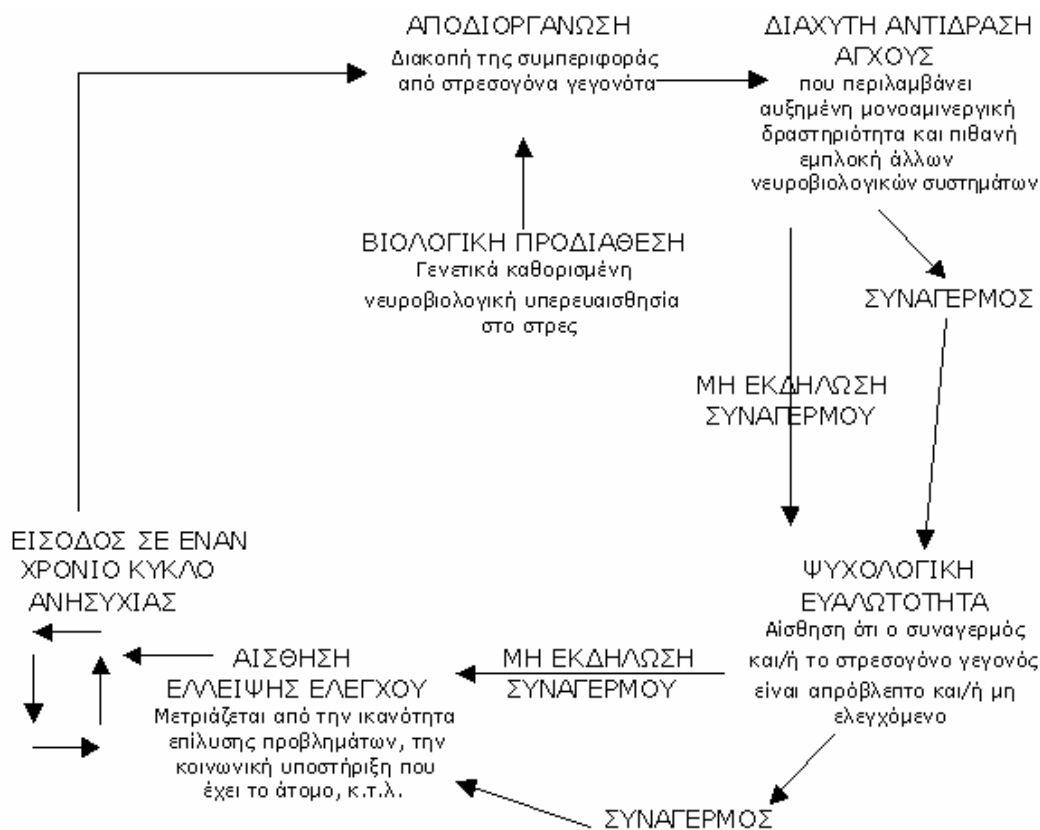 ΑΠΟΔΙΟΡΓΑΝΩΣΗ
Διακοπή της συμπεριφοράς
από στρεσογόνα γεγονότα
ΔΙΑΧΥΤΗ ΑΝΤΙΔΡΑΣΗ
ΑΓΧΟΥΣ
που περιλαμβάνει
αυξημένη μονοαμινεργική
δραστηριότητα και πιθανή
εμπλοκή άλλων
νευροβιολογικών συστημάτων
ΒΙΟΛΟΓΙΚΗ ΠΡΟΔΙΑΘΕΣΗ
Γενετικά καθορισμένη
νευροβιολογική υπερευαισθησία
στο στρες
ΣΥΝΑΓΕΡΜΟΣ
ΜΗ ΕΚΔΗΛΩΣΗ
ΣΥΝΑΓΕΡΜΟΥ
ΨΥΧΟΛΟΓΙΚΗ
ΕΥΑΛΩΤΟΤΗΤΑ
Αίσθηση ότι ο συναγερμός
και/ή το στρεσογόνο γεγονός
είναι απρόβλεπτο και/ή μη
ελεγχόμενο
ΜΗ ΕΚΔΗΛΩΣΗ
ΣΥΝΑΓΕΡΜΟΥ
ΣΥΝΑΓΕΡΜΟΣ
ΑΙΣΘΗΣΗ
ΕΛΛΕΙΨΗΣ ΕΛΕΓΧΟΥ
Μετριάζεται από την ικανότητα
επίλυσης προβλημάτων, την
κοινωνική υποστήριξη που
έχει το άτομο, κ.τ.λ.
ΕΙΣΟΔΟΣ ΣΕ ΕΝΑΝ
ΧΡΟΝΙΟ ΚΥΚΛΟ
ΑΝΗΣΥΧΙΑΣ